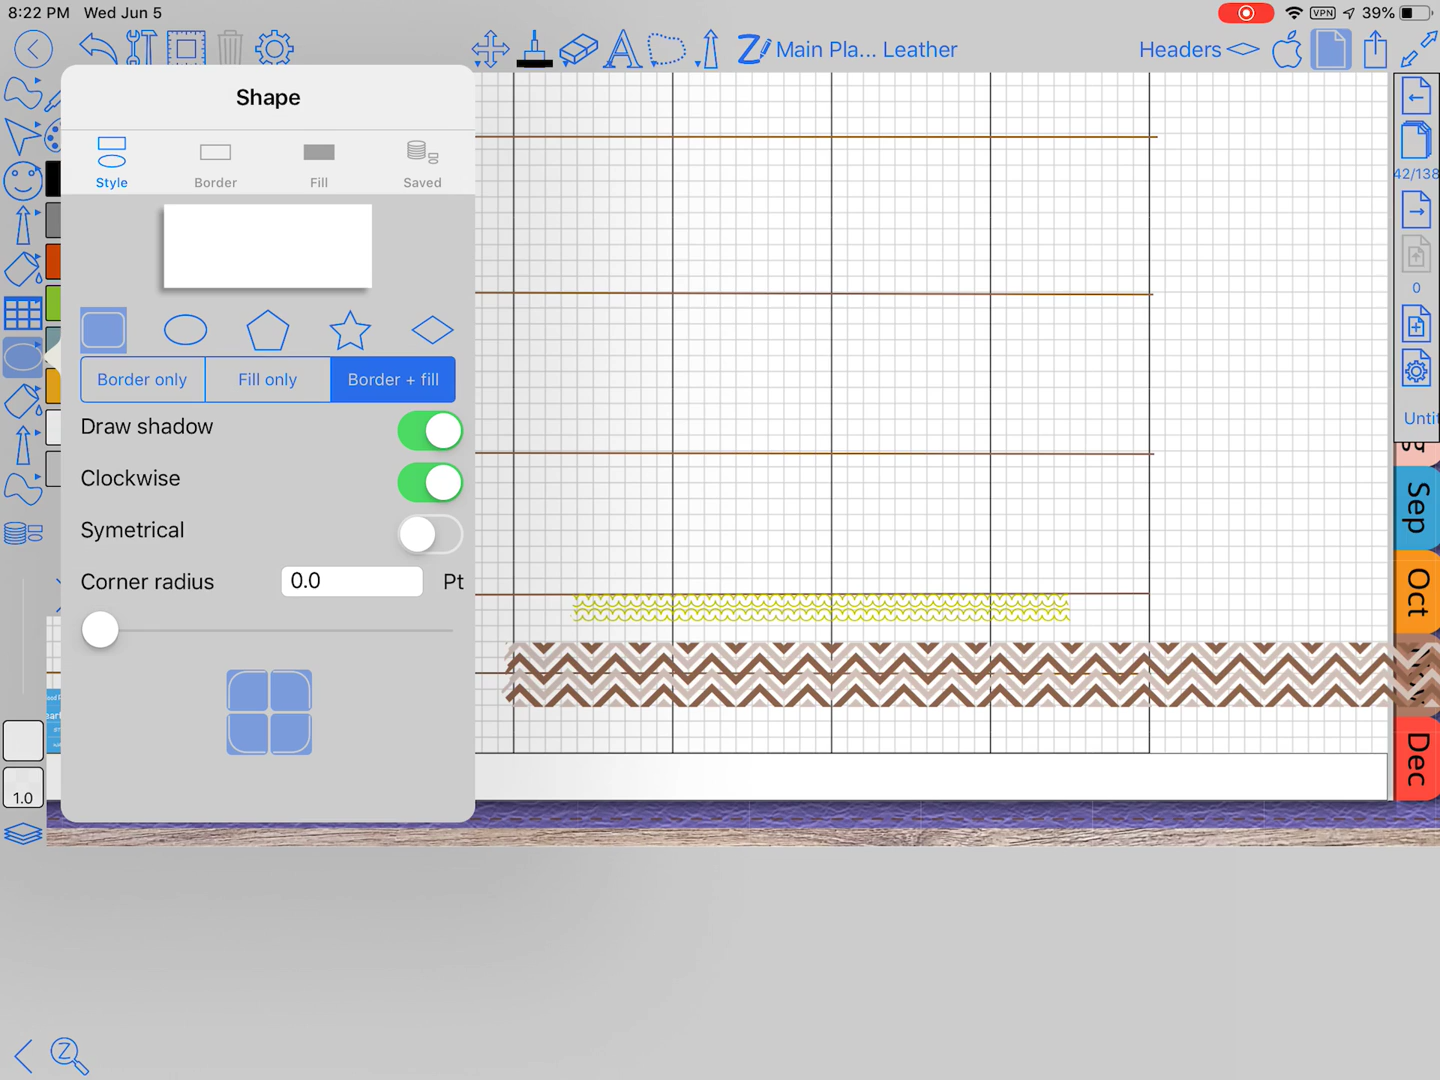 8:22 PM Wed Jun 5
VPN 39%
Main Pla... Leather
Headers
Shape
Style Border Fill Saved
Border only Fill only Border + fill
Draw shadow
Clockwise
Symetrical
Corner radius 0.0 Pt
1.0
42/138
0
Untit
Sep
Oct
Dec